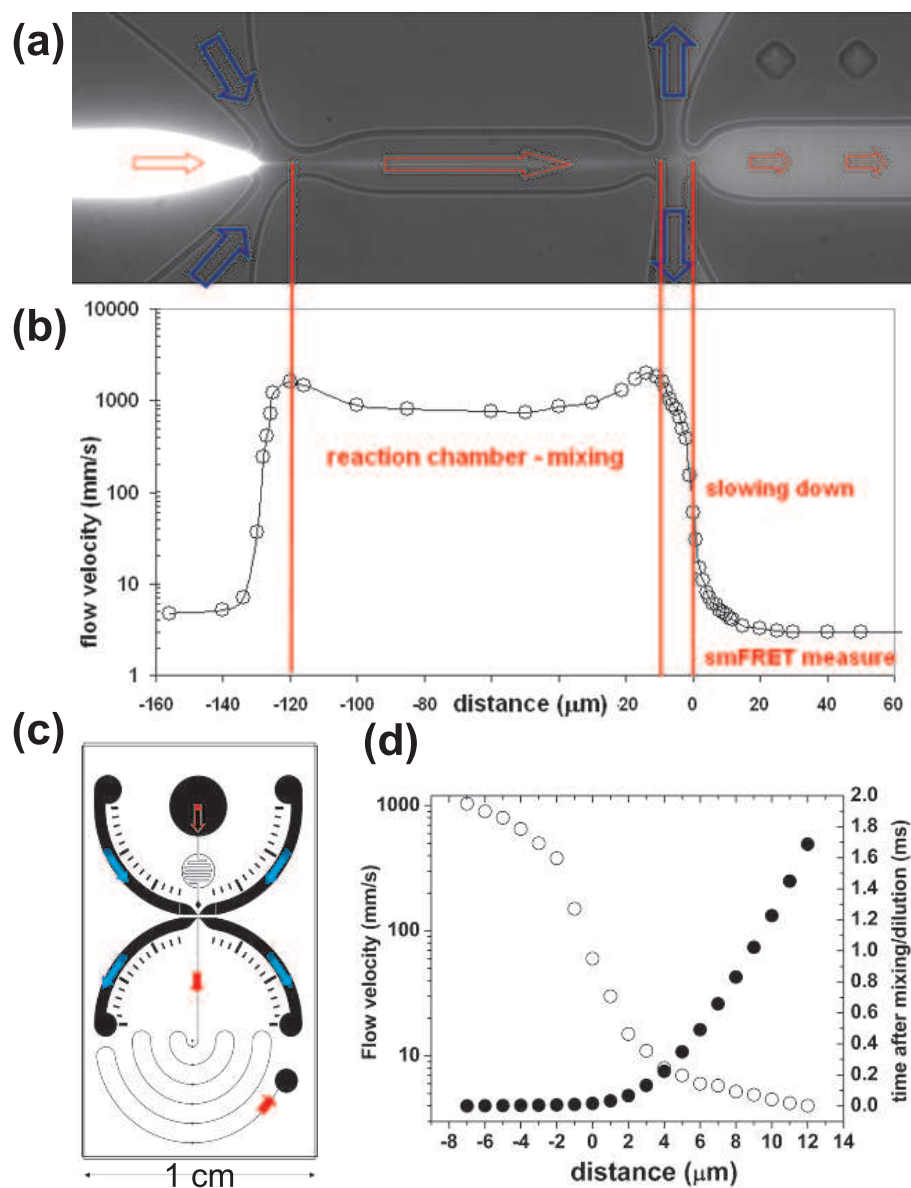 (a)
(b)
10000
1000
100
10
1
flow velocity (mm/s)
reaction chamber - mixing
slowing down
smFRET measure
-160 -140 -120 -100 -80 -60 -40 -20 0 20 40 60
distance (μm)
(c)
1 cm
(d)
1000
100
10
Flow velocity (mm/s)
2.0
1.8
1.6
1.4
1.2
1.0
0.8
0.6
0.4
0.2
0.0
time after mixing/dilution (ms)
-8 -6 -4 -2 0 2 4 6 8 10 12 14
distance (μm)